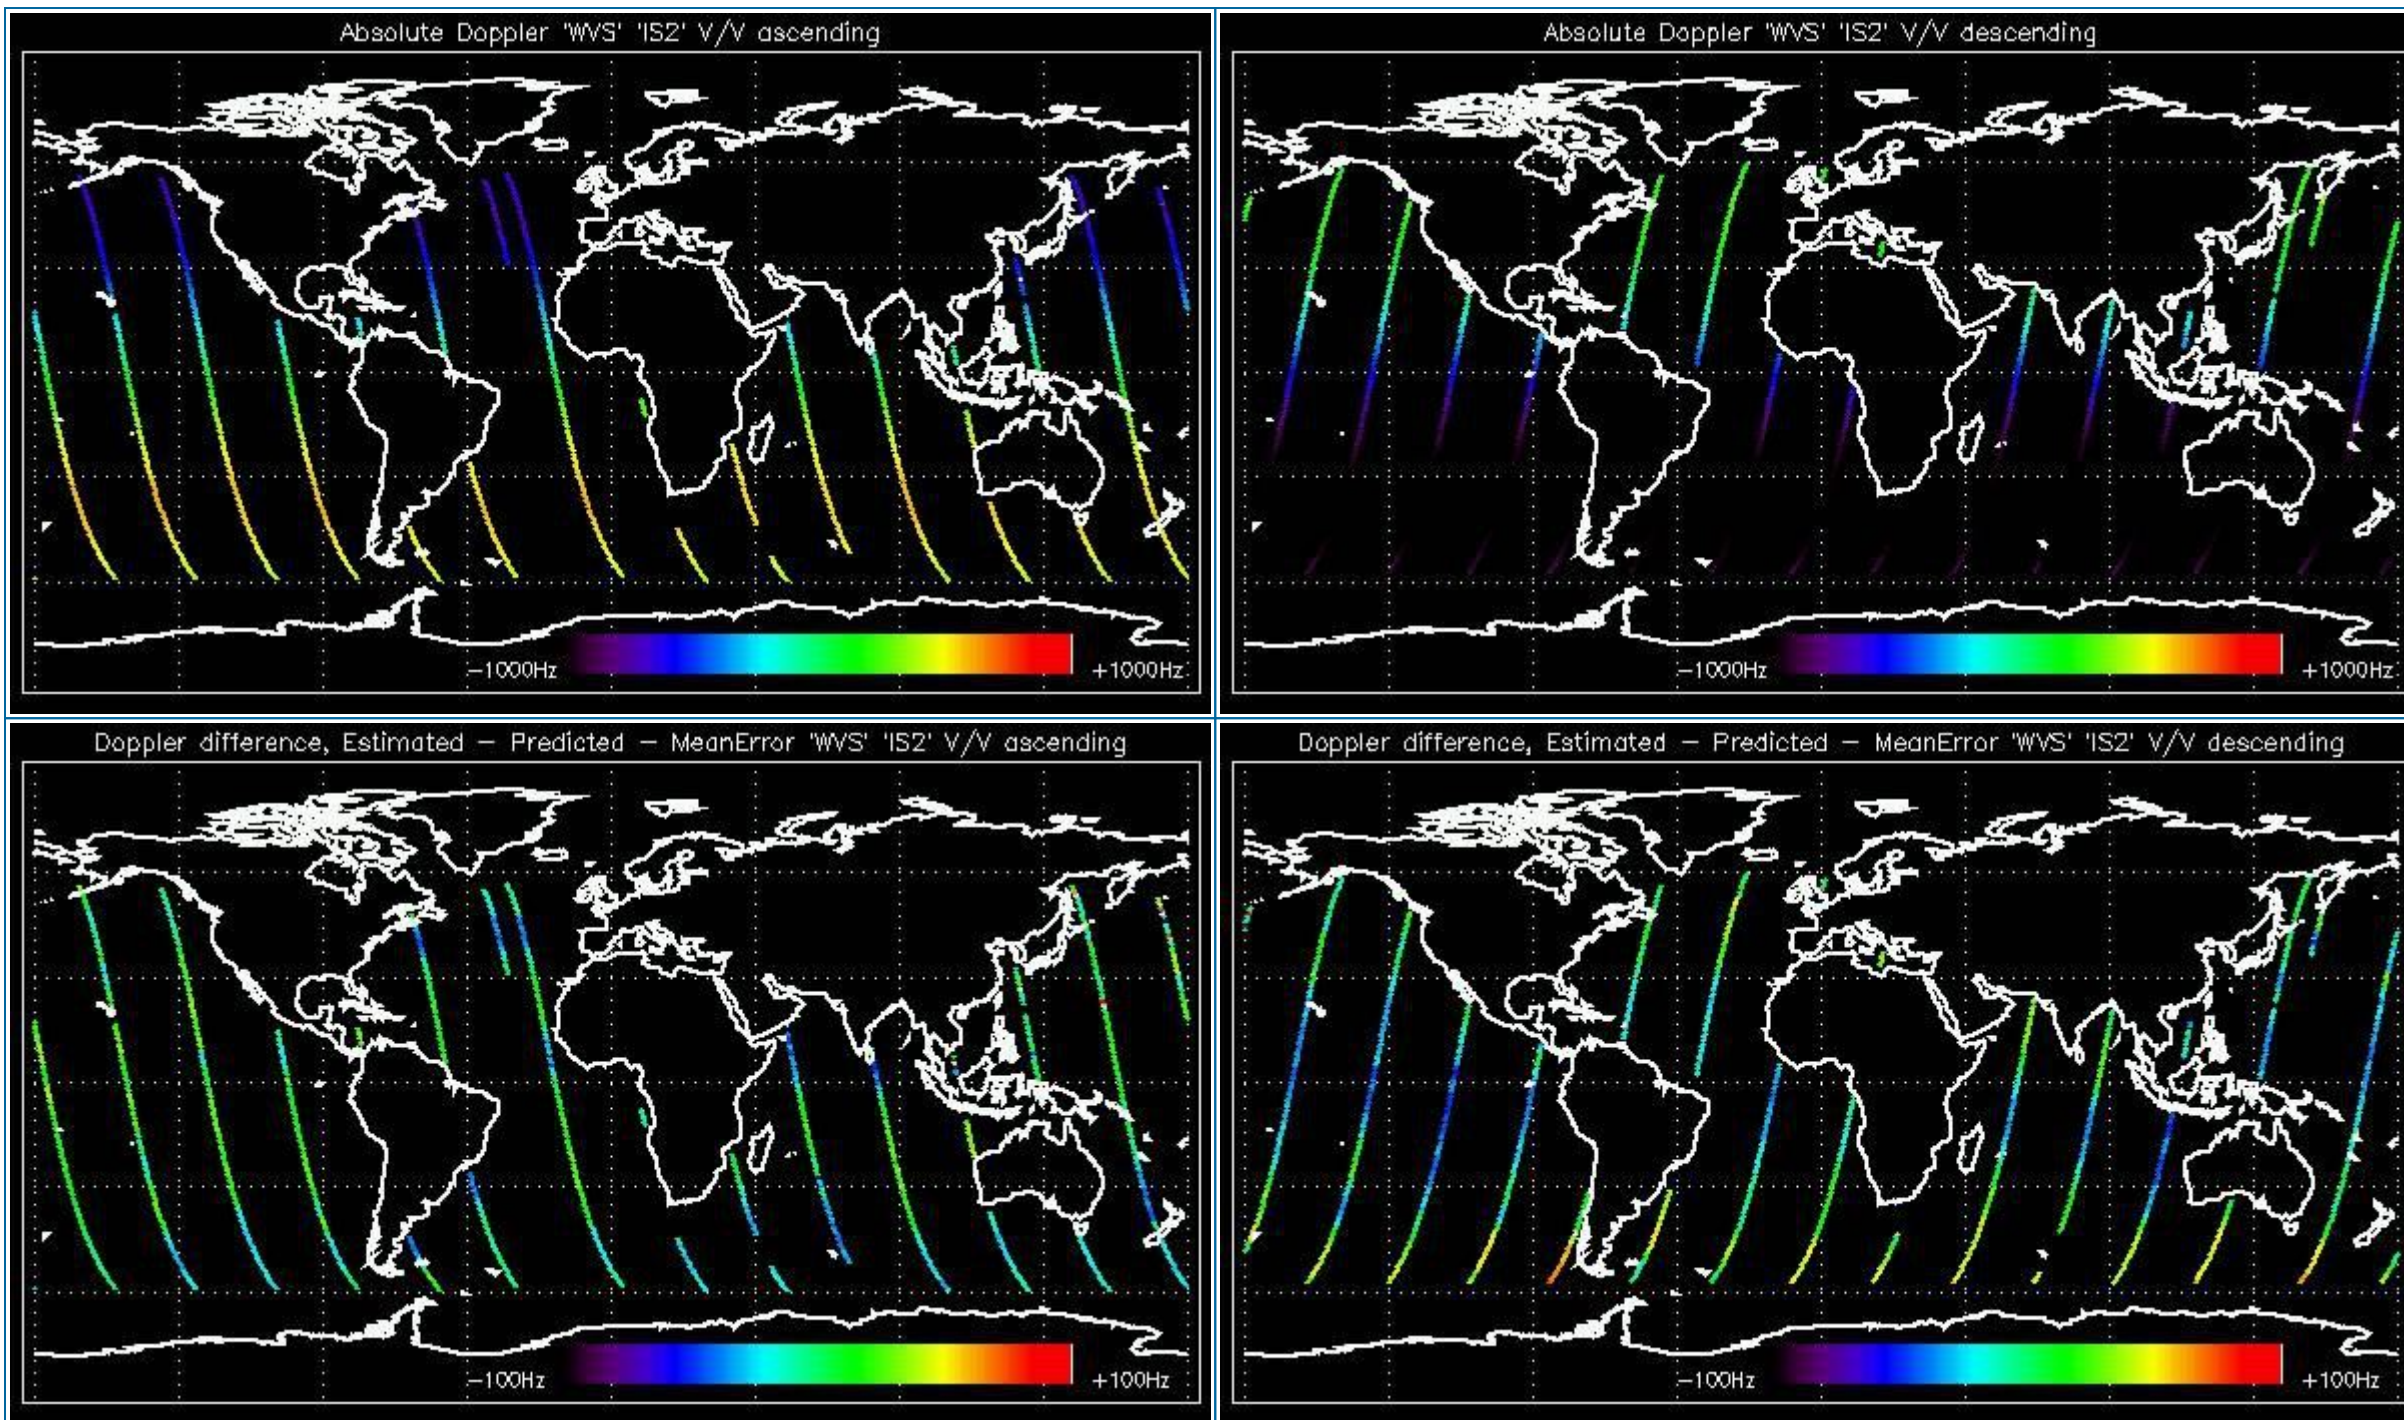 Absolute Doppler 'WVS' 'IS2' V/V ascending
-1000Hz
+1000Hz
Absolute Doppler 'WVS' 'IS2' V/V descending
-1000Hz
+1000Hz
Doppler difference, Estimated - Predicted - MeanError 'WVS' 'IS2' V/V ascending
-100Hz
+100Hz
Doppler difference, Estimated - Predicted - MeanError 'WVS' 'IS2' V/V descending
-100Hz
+100Hz